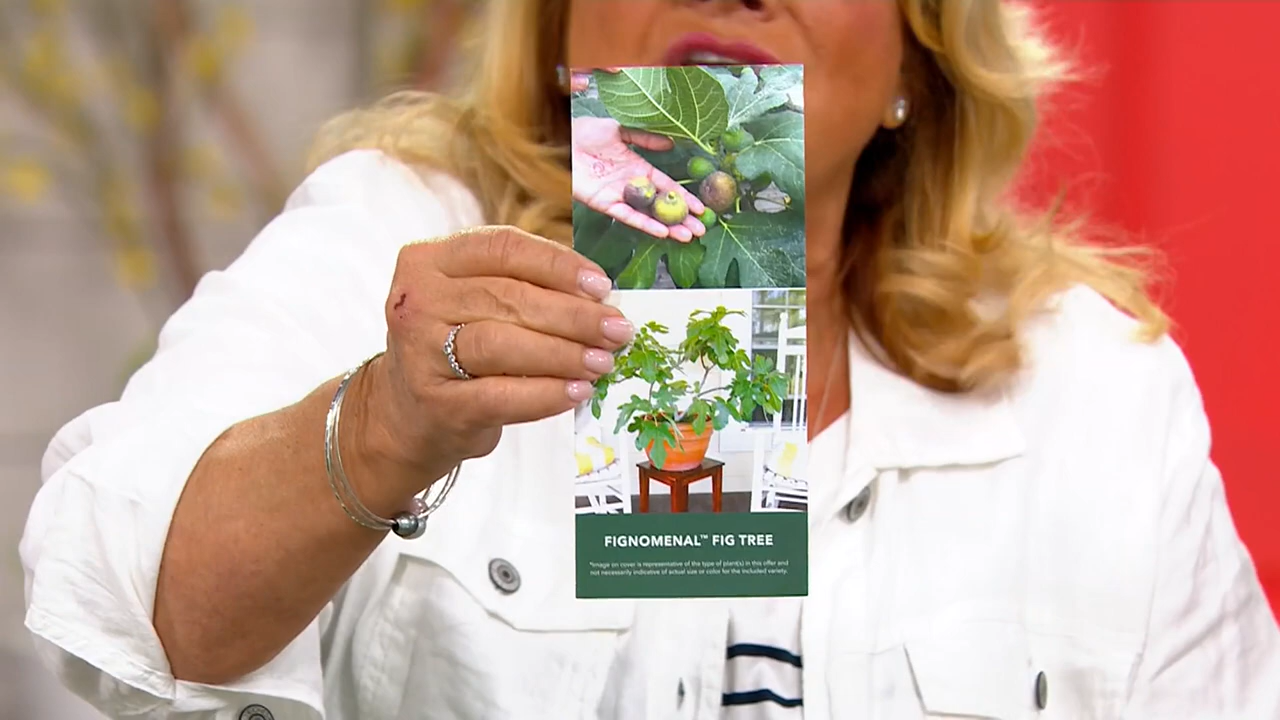 FIGNOMENAL™ FIG TREE
*Image on cover is representative of the type of plant(s) in this offer and
not necessarily indicative of actual size or color for the included variety.